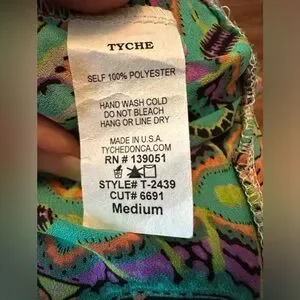 TYCHE
SELF 100% POLYESTER
HAND WASH COLD
DO NOT BLEACH
HANG OR LINE DRY
MADE IN U.S.A.
TYCHEDONCA.COM
RN # 139051
STYLE# T-2439
CUT# 6691
Medium